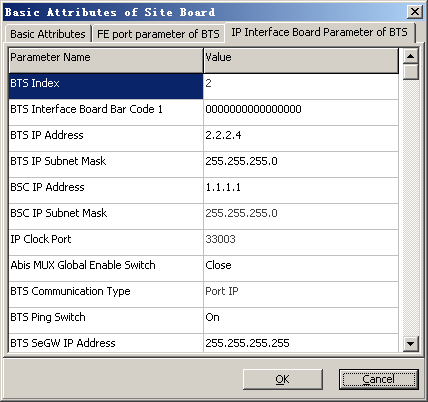 Basic Attributes of Site Board
Basic Attributes FE port parameter of BTS IP Interface Board Parameter of BTS
Parameter Name Value
BTS Index 2
BTS Interface Board Bar Code 1 0000000000000000
BTS IP Address 2.2.2.4
BTS IP Subnet Mask 255.255.255.0
BSC IP Address 1.1.1.1
BSC IP Subnet Mask 255.255.255.0
IP Clock Port 33003
Abis MUX Global Enable Switch Close
BTS Communication Type Port IP
BTS Ping Switch On
BTS SeGW IP Address 255.255.255.255
OK Cancel